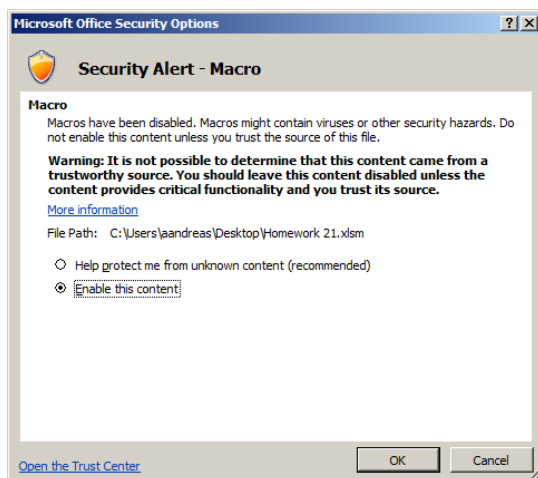 Microsoft Office Security Options
Security Alert - Macro
Macro
Macros have been disabled. Macros might contain viruses or other security hazards. Do
not enable this content unless you trust the source of this file.
Warning: It is not possible to determine that this content came from a
trustworthy source. You should leave this content disabled unless the
content provides critical functionality and you trust its source.
More information
File Path: C:\Users\aandreas\Desktop\Homework 21.xlsm
Help protect me from unknown content (recommended)
Enable this content
Open the Trust Center
OK
Cancel